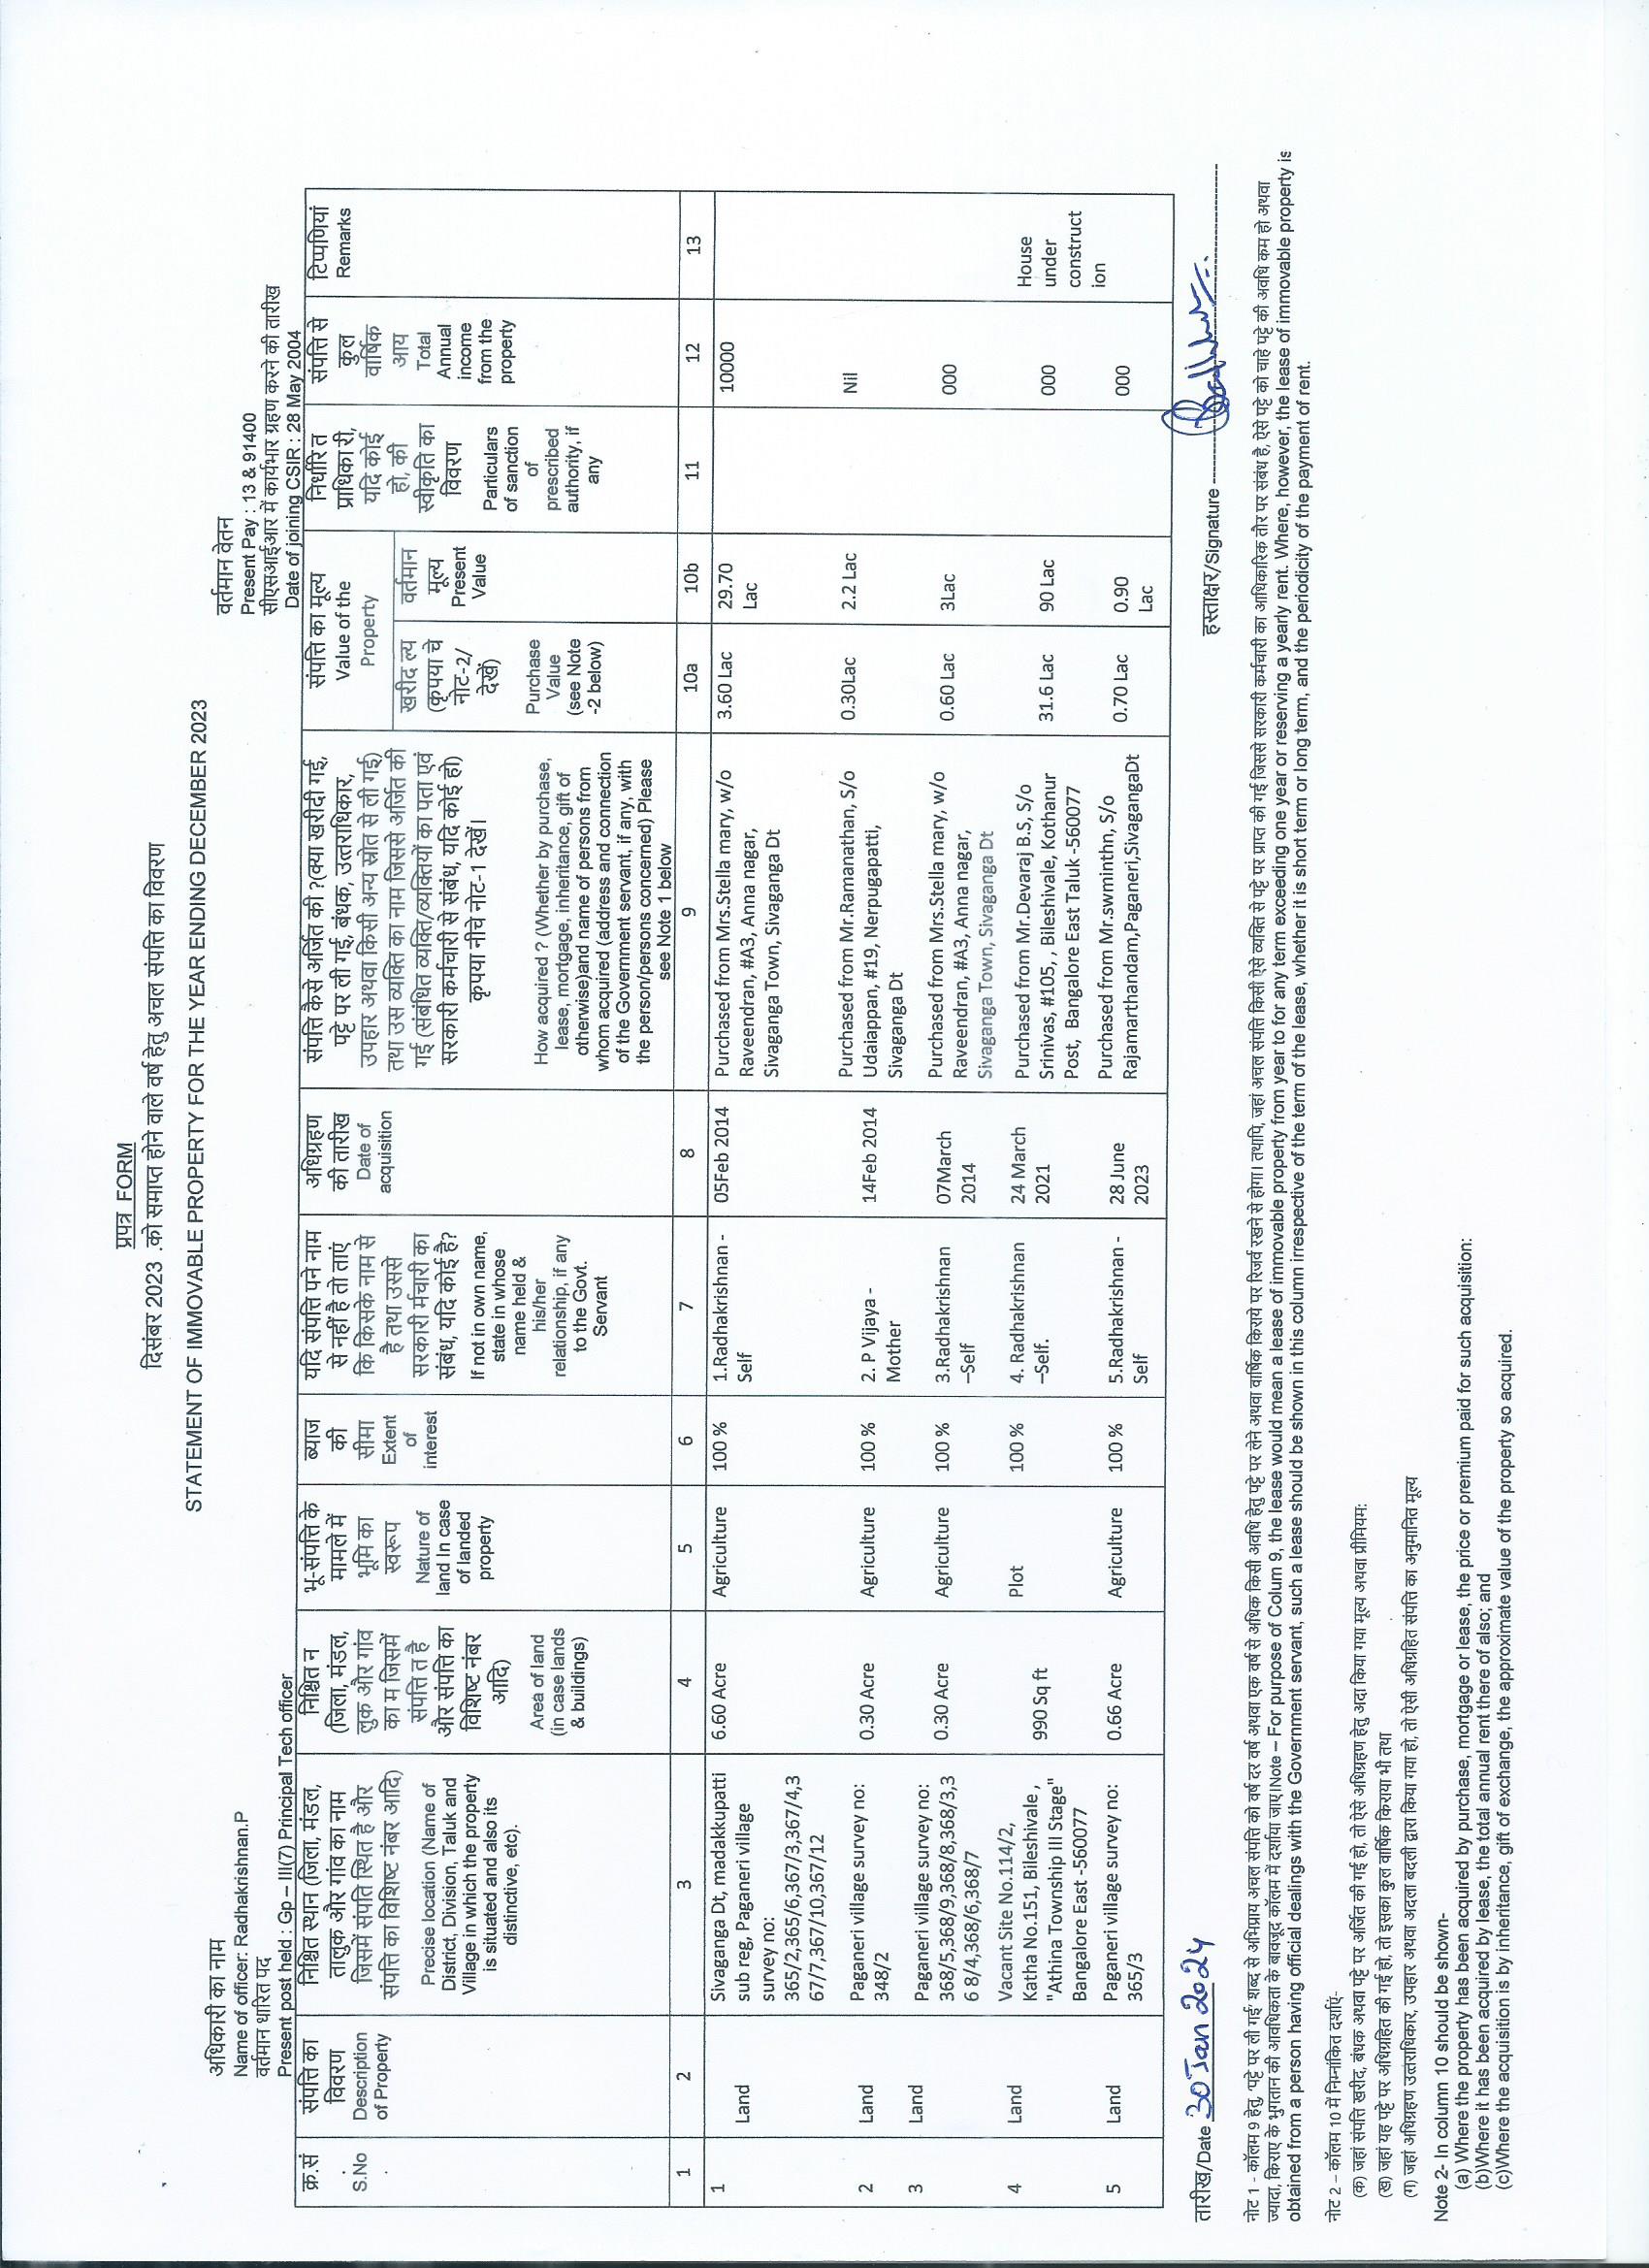 प्रपत्र FORM
दिसंबर 2023 .को समाप्त होने वाले वर्ष हेतु अचल संपत्ति का विवरण
STATEMENT OF IMMOVABLE PROPERTY FOR THE YEAR ENDING DECEMBER 2023
अधिकारी का नाम
Name of officer: Radhakrishnan.P
वर्तमान धारित पद
Present post held : Gp – III(7) Principal Tech officer
वर्तमान वेतन
Present Pay : 13 & 91400
सीएसआईआर में कार्यभार ग्रहण करने की तारीख
Date of joining CSIR : 28 May 2004
क्र.सं
S.No
संपत्ति का
विवरण
Description
of Property
निश्चित स्थान (जिला, मंडल,
तालुक और गांव का नाम
जिसमें संपत्ति स्थित है और
संपत्ति का विशिष्ट नंबर आदि)
Precise location (Name of
District, Division, Taluk and
Village in which the property
is situated and also its
distinctive, etc).
निश्चित न
(जिला, मंडल,
लुक और गांव
का म जिसमें
संपत्ति त है
और संपत्ति का
विशिष्ट नंबर
आदि)
Area of land
(in case lands
& buildings)
भू-संपत्ति के
मामले में
भूमि का
स्वरूप
Nature of
land In case
of landed
property
ब्याज
की
सीमा
Extent
of
interest
यदि संपत्ति पने नाम
से नहीं है तो ताएं
कि किसके नाम से
है तथा उससे
सरकारी र्मचारी का
संबंध, यदि कोई है?
If not in own name,
state in whose
name held &
his/her
relationship, if any
to the Govt.
Servant
अधिग्रहण
की तारीख
Date of
acquisition
संपत्ति कैसे अर्जित की ?(क्या खरीदी गई,
पट्टे पर ली गई, बंधक, उत्तराधिकार,
उपहार अथवा किसी अन्य स्रोत से ली गई)
तथा उस व्यक्ति का नाम जिससे अर्जित की
गई (संबंधित व्यक्ति/व्यक्तियों का पता एवं
सरकारी कर्मचारी से संबंध, यदि कोई हो)
कृपया नीचे नोट-1 देखें।
How acquired ? (Whether by purchase,
lease, mortgage, inheritance, gift of
otherwise)and name of persons from
whom acquired (address and connection
of the Government servant, if any, with
the person/persons concerned) Please
see Note 1 below
संपत्ति का मूल्य
Value of the
Property
खरीद ल्य
(कृपया चे
नोट-2/
देखें)
Purchase
Value
(see Note
-2 below)
वर्तमान
मूल्य
Present
Value
निर्धारि त
प्राधिका री,
यदि कोई
हो, की
स्वीकृति का
विवरण
Particulars
of sanction
of
prescribed
authority, if
any
संपत्ति से
कुल
वार्षिक
आय
Total
Annual
income
from the
property
टिप्पणियां
Remarks
1 2 3 4 5 6 7 8 9 10a 10b 11 12 13
1
Land
Sivaganga Dt, madakkupatti
sub reg, Paganeri village
survey no:
365/2,365/6,367/3,367/4,3
67/7,367/10,367/12
6.60 Acre
Agriculture
100 %
1.Radhakrishnan -
Self
05Feb 2014
Purchased from Mrs.Stella mary, w/o
Ravendran, #A3, Anna nagar,
Sivaganga Town, Sivaganga Dt
3.60 Lac
29.70
Lac
10000
2
Land
Paganeri village survey no:
348/2
0.30 Acre
Agriculture
100 %
2. P Vijaya -
Mother
14Feb 2014
Purchased from Mr.Ramanathan, S/o
Udaiappan, #19, Nerpugapatti,
Sivaganga Dt
0.30Lac
2.2 Lac
Nil
3
Land
Paganeri village survey no:
368/5,368/9,368/8,368/3,3
6 8/4,368/6,368/7
0.30 Acre
Agriculture
100 %
3.Radhakrishnan
–Self
07March
2014
Purchased from Mrs.Stella mary, w/o
Raveendran, #A3, Anna nagar,
Sivaganga Town, Sivaganga Dt
0.60 Lac
3Lac
000
4
Land
Vacant Site No.114/2,
Katha No.151, Bileshivale ,
"Athina Township III Stage"
Bangalore East -560077
990 Sq ft
Plot
100 %
4. Radhakrishnan
–Self.
24 March
2021
Purchased from Mr.Devaraj B.S, S/o
Srinivas, #105, , Bileshivale, Kothanur
Post, Bangalore East Taluk -560077
31.6 Lac
90 Lac
000
House
under
construct
ion
5
Land
Paganeri village survey no:
365/3
0.66 Acre
Agriculture
100 %
5.Radhakrishnan -
Self
28 June
2023
Purchased from Mr.swminthn, S/o
Rajamarthandam,Paganeri,SivagangaDt
0.70 Lac
0.90
Lac
000
तारीख/Date 30 Jan 2024
हस्ताक्षर/Signature
नोट 1 - कॉलम 9 हेतु, 'पट्टे पर ली गई' शब्द से अभिप्राय अचल संपत्ति को वर्ष दर वर्ष अथवा एक वर्ष से अधिक किसी अवधि हेतु पट्टे पर लेने अथवा वार्षिक किराये पर रिजर्व रखने से होगा। तथापि, जहां अचल संपत्ति किसी ऐसे व्यक्ति से पट्टे पर प्राप्त की गई जिससे सरकारी कर्मचारी का आधिकारिक तौर पर संबंध है, ऐसे पट्टे को चाहे पट्टे की अवधि कम हो अथवा
ज्यादा, किराए के भुगतान की आवधिकता के बावजूद कॉलम में दर्शाया जाए।Note – For purpose of Colum 9, the lease would mean a lease of immovable property from year to for any term exceeding one year or reserving a yearly rent. Where, however, the lease of immovable property is
obtained from a person having official dealings with the Government servant, such a lease should be shown in this column irrespective of the term of the lease, whether it is short term or long term, and the periodicity of the payment of rent.
नोट 2 – कॉलम 10 में निम्नांकित दर्शाएं-
(क) जहां संपत्ति खरीद, बंधक अथवा पट्टे पर अर्जित की गई हो, तो ऐसे अधिग्रहण हेतु अदा किया गया मूल्य अथवा प्रीमियम:
(ख) जहां यह पट्टे पर अधिग्रहित की गई हो, तो इसका कुल वार्षिक किराया भी तथा
(ग) जहां अधिग्रहण उत्तराधिकार, उपहार अथवा अदला बदली द्वारा किया गया हो, तो ऐसी अधिग्रहित संपत्ति का अनुमानित मूल्य
Note 2- In column 10 should be shown-
(a) Where the property has been acquired by purchase, mortgage or lease, the price or premium paid for such acquisition:
(b)Where it has been acquired by lease, the total annual rent there of also; and
(c)Where the acquisition is by inheritance, gift of exchange, the approximate value of the property so acquired.